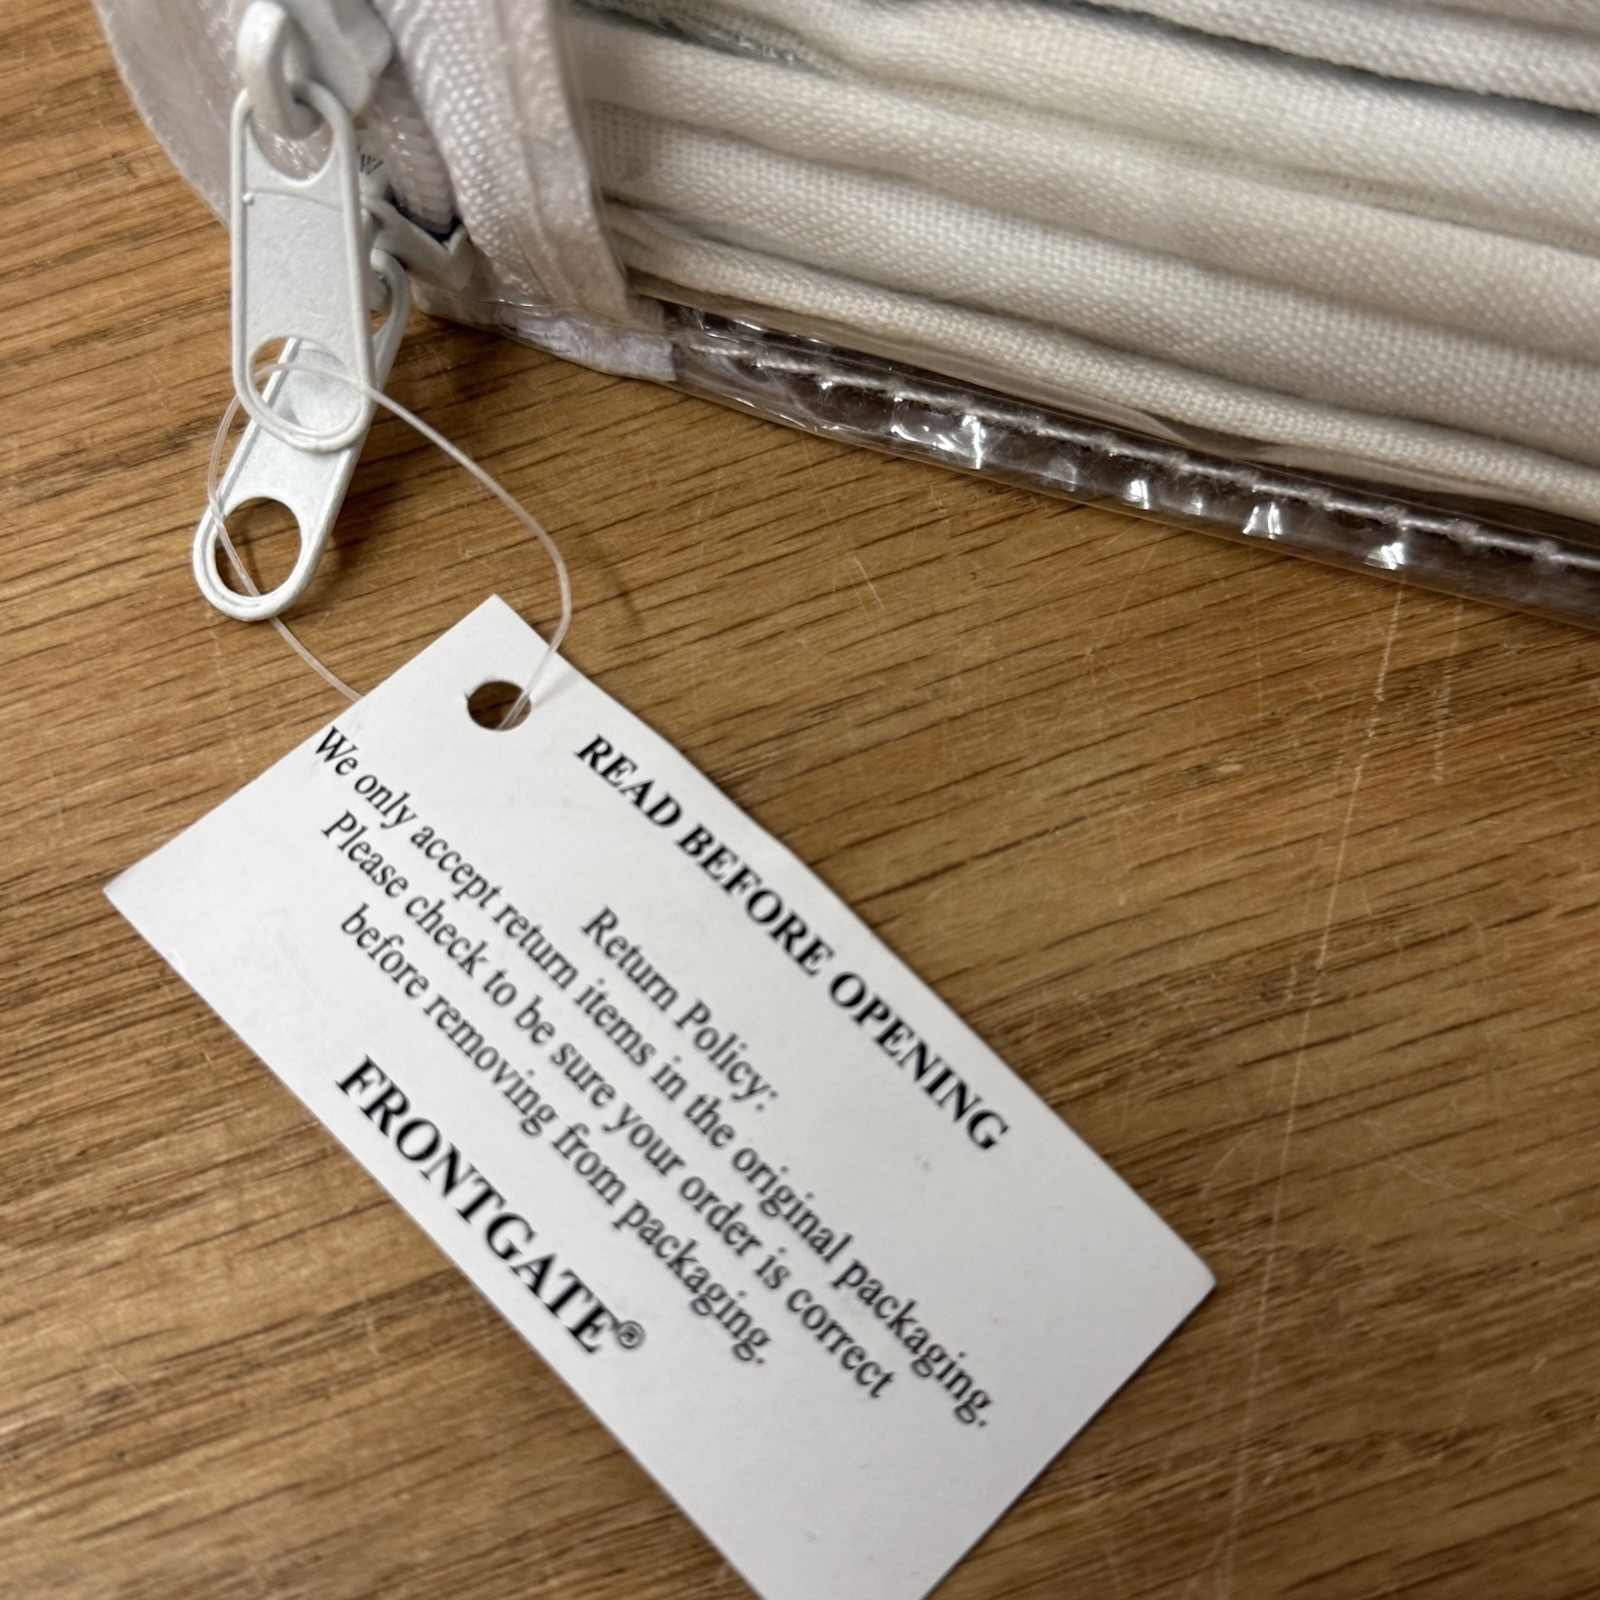 READ BEFORE OPENING
Return Policy:
We only accept return items in the original packaging.
Please check to be sure your order is correct
before removing from packaging.
FRONTGATE®